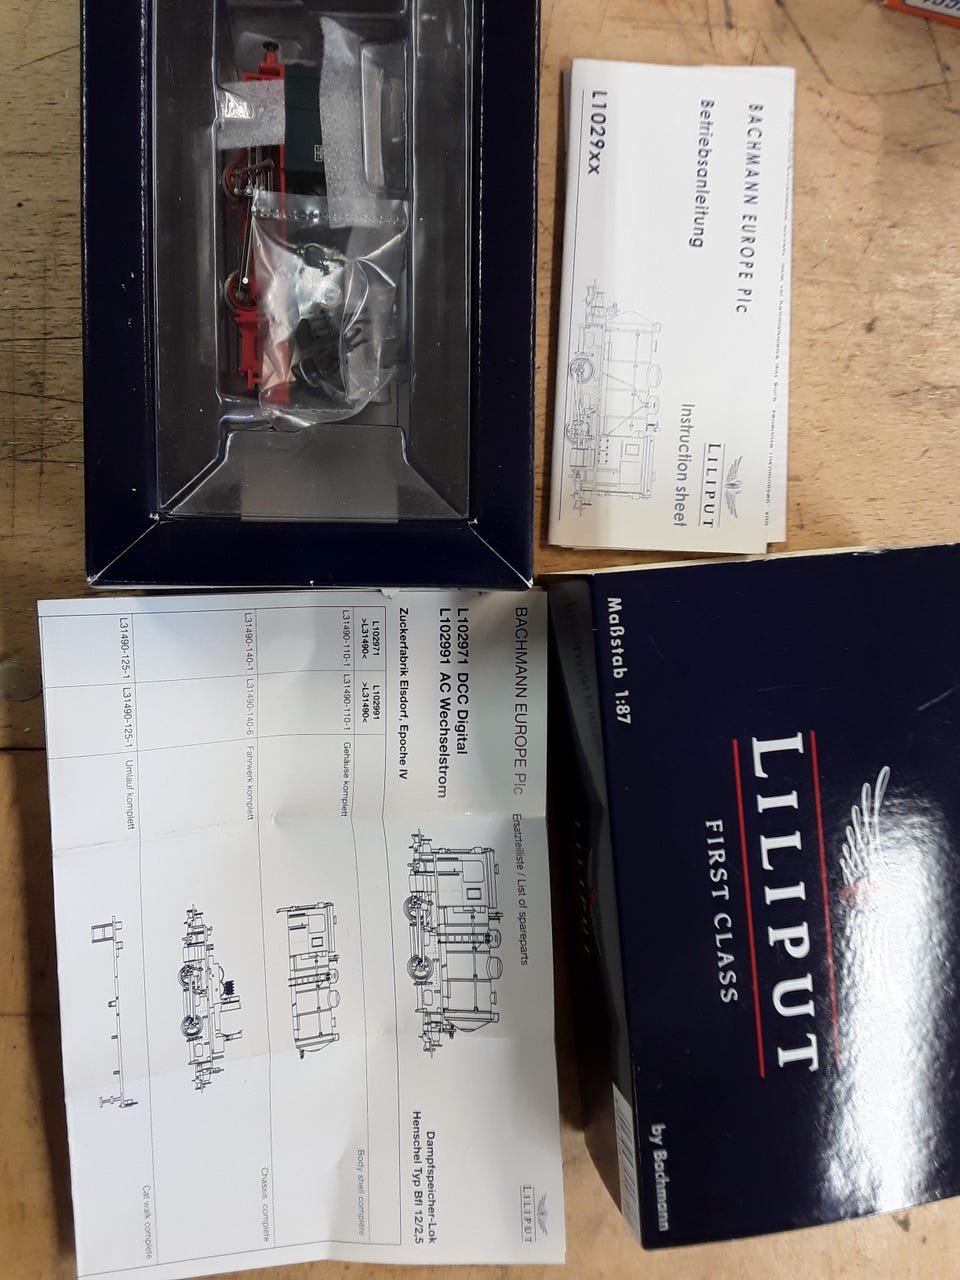 BACHMANN EUROPE Plc
Betriebsanleitung
Instruction sheet
L1029xx
LILIPUT
Maßstab 1:87
LILIPUT
FIRST CLASS
by Bachmann
BACHMANN EUROPE Plc
Ersatzteilliste / List of spareparts
LILIPUT
L102971 DCC Digital
L102991 AC Wechselstrom
Dampfspeicher-Lok
Henschel Typ Bfl 12/2,5
Zuckerfabrik Elsdorf, Epoche IV
L102971 L102991
>L31490< >L31490<
L31490-110-1 L31490-110-1 Gehäuse komplett Body shell complete
L31490-140-1 L31490-140-6 Fahrwerk komplett Chassis complete
L31490-125-1 L31490-125-1 Umlauf komplett Cat walk complete